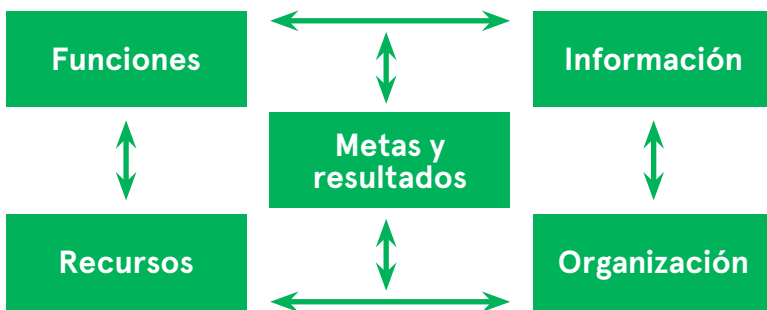 Funciones
Información
Metas y
resultados
Recursos
Organización